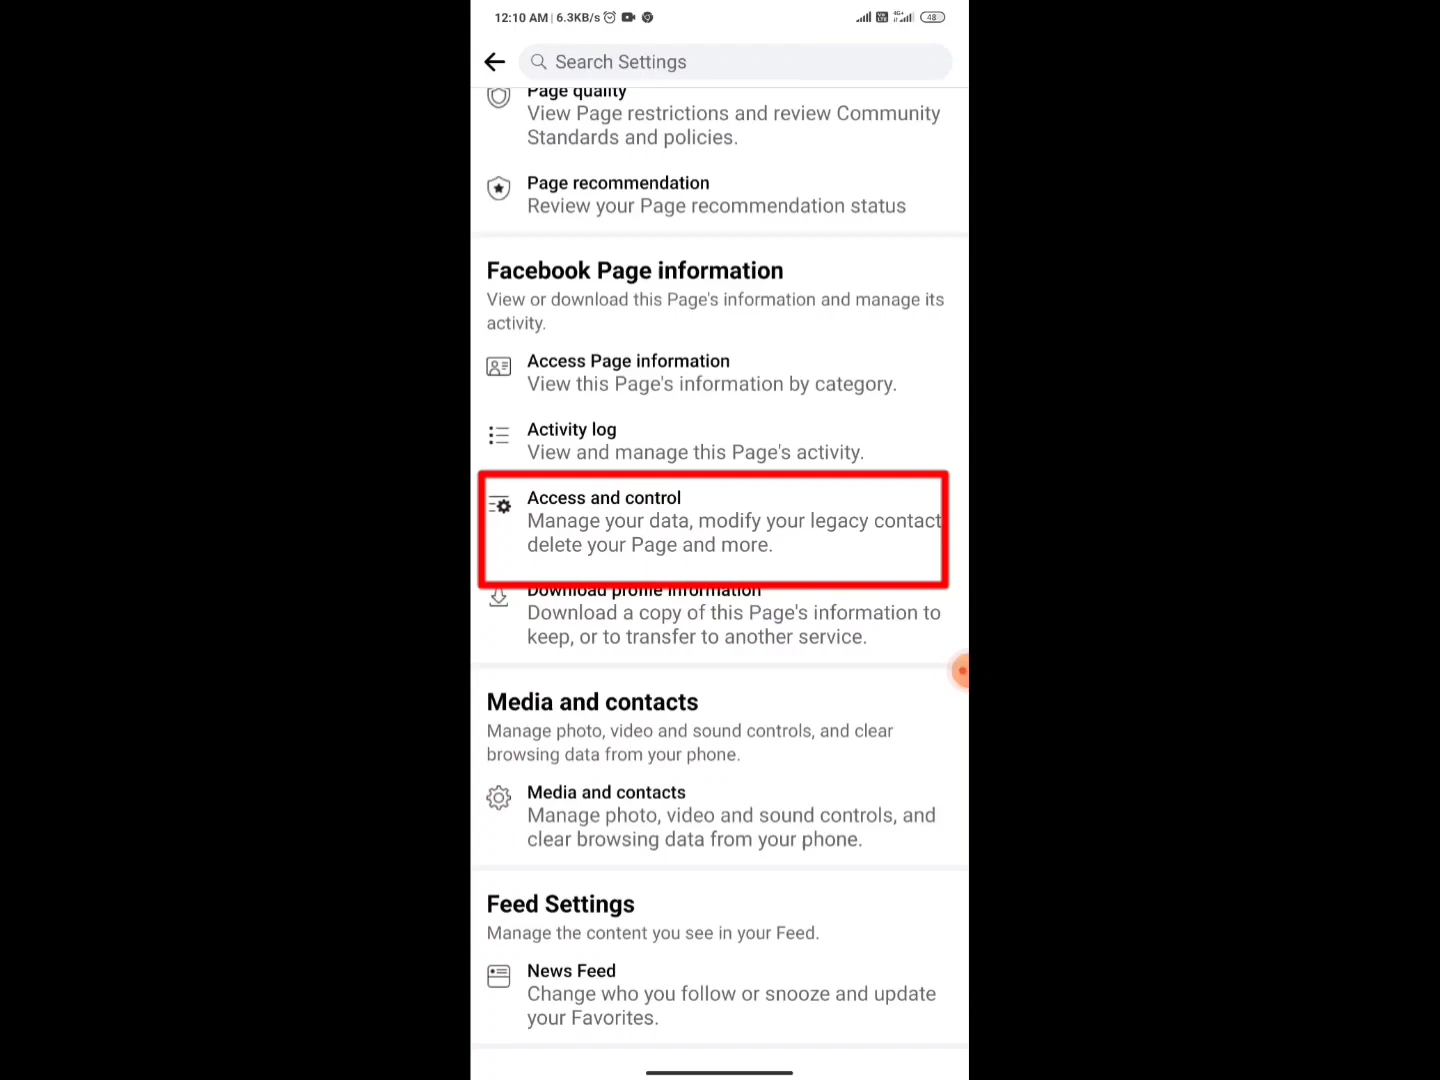 12:10 AM | 6.3KB/s
48
Search Settings
Page quality
View Page restrictions and review Community
Standards and policies.
Page recommendation
Review your Page recommendation status
Facebook Page information
View or download this Page's information and manage its
activity.
Access Page information
View this Page's information by category.
Activity log
View and manage this Page's activity.
Access and control
Manage your data, modify your legacy contact
delete your Page and more.
Download profile information
Download a copy of this Page's information to
keep, or to transfer to another service.
Media and contacts
Manage photo, video and sound controls, and clear
browsing data from your phone.
Media and contacts
Manage photo, video and sound controls, and
clear browsing data from your phone.
Feed Settings
Manage the content you see in your Feed.
News Feed
Change who you follow or snooze and update
your Favorites.